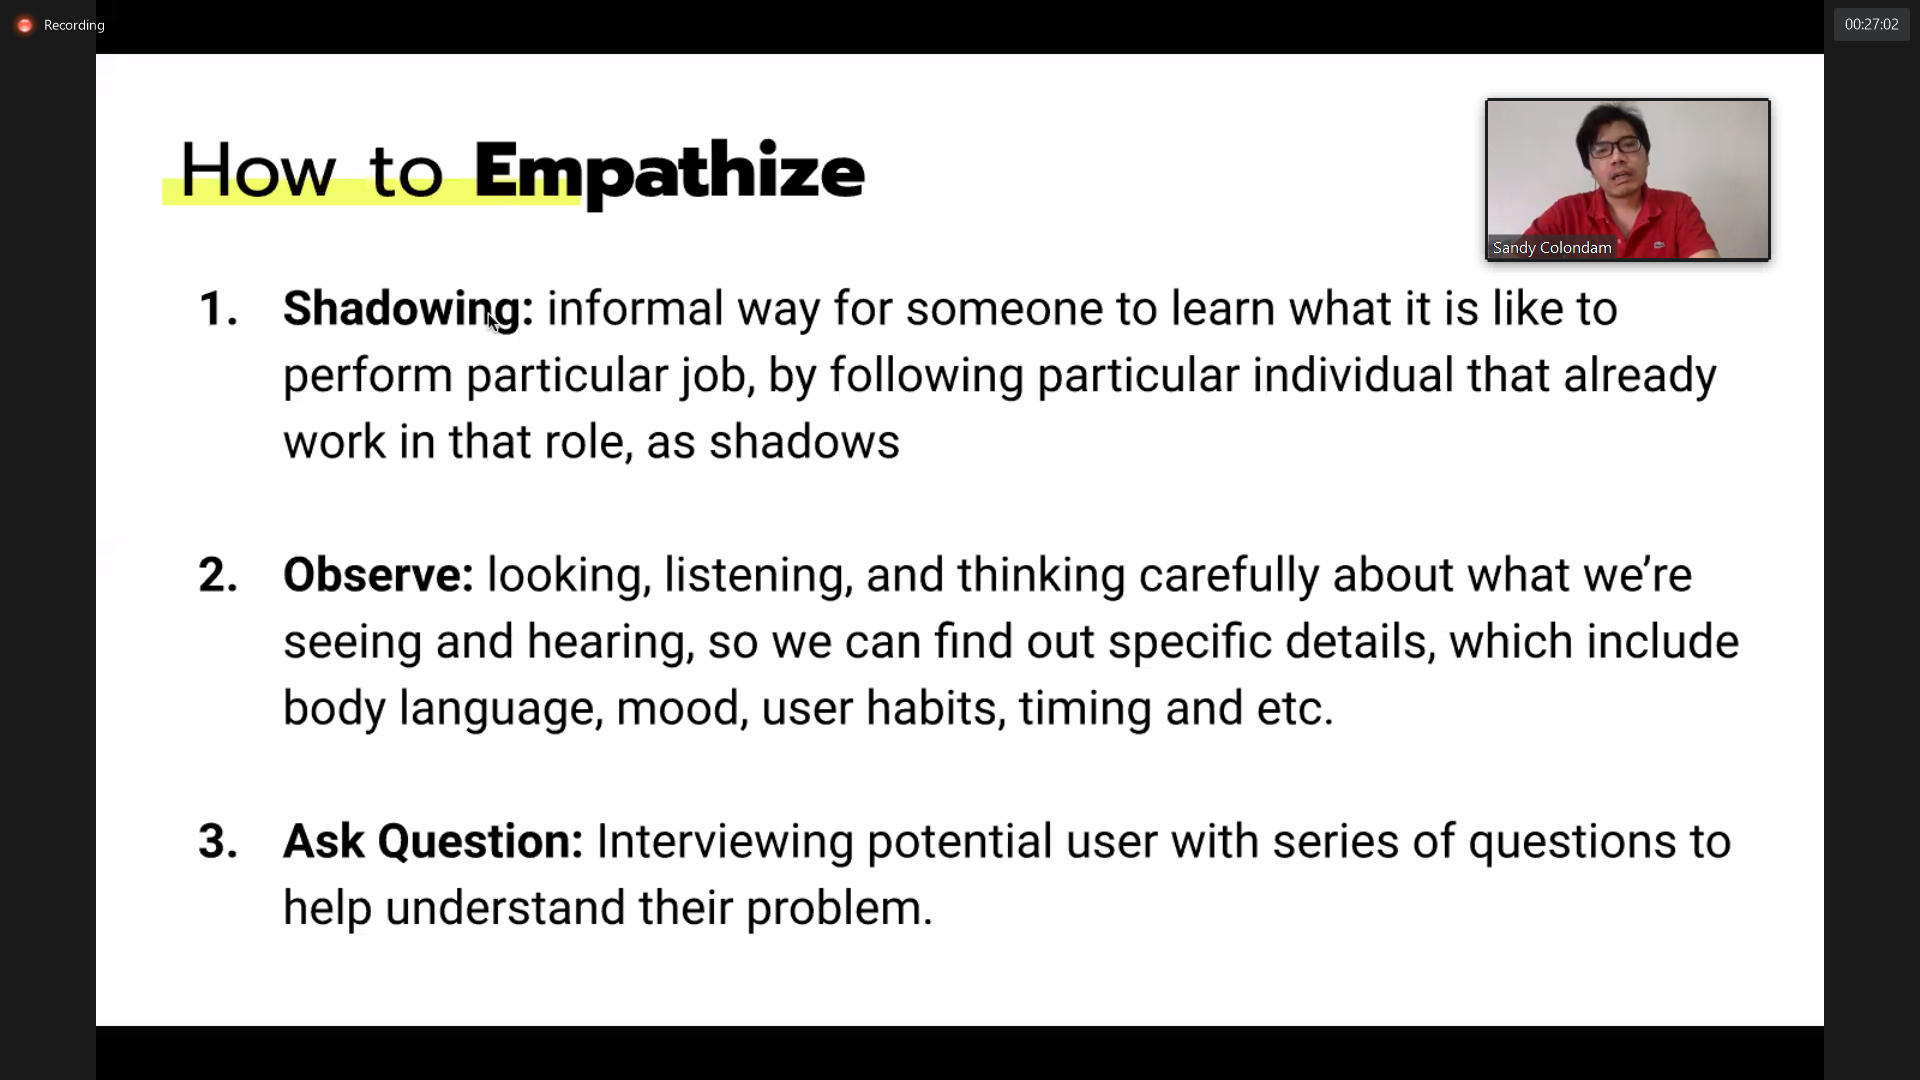 Recording
00:27:02
How to Empathize
Sandy Colondam
1. Shadowing: informal way for someone to learn what it is like to
perform particular job, by following particular individual that already
work in that role, as shadows
2. Observe: looking, listening, and thinking carefully about what we’re
seeing and hearing, so we can find out specific details, which include
body language, mood, user habits, timing and etc.
3. Ask Question: Interviewing potential user with series of questions to
help understand their problem.